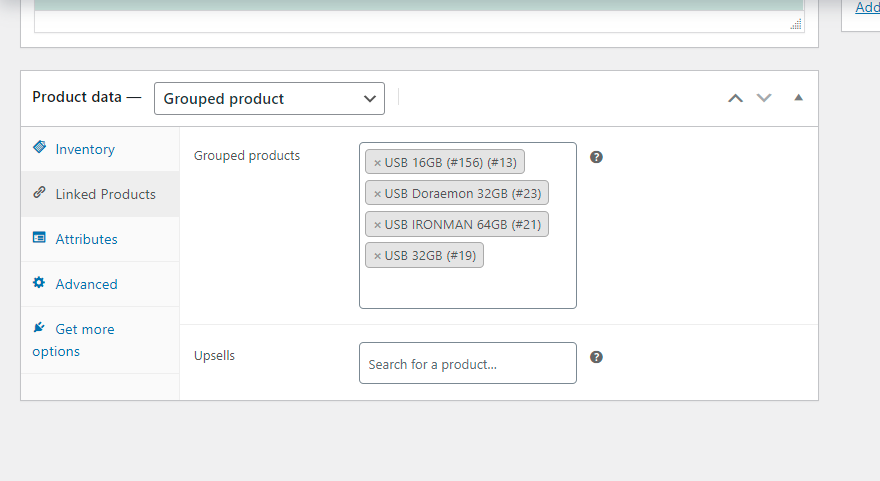 Add
Product data — Grouped product
Inventory
Linked Products
Attributes
Advanced
Get more
options
Grouped products
× USB 16GB (#156) (#13)
× USB Doraemon 32GB (#23)
× USB IRONMAN 64GB (#21)
× USB 32GB (#19)
Upsells
Search for a product...